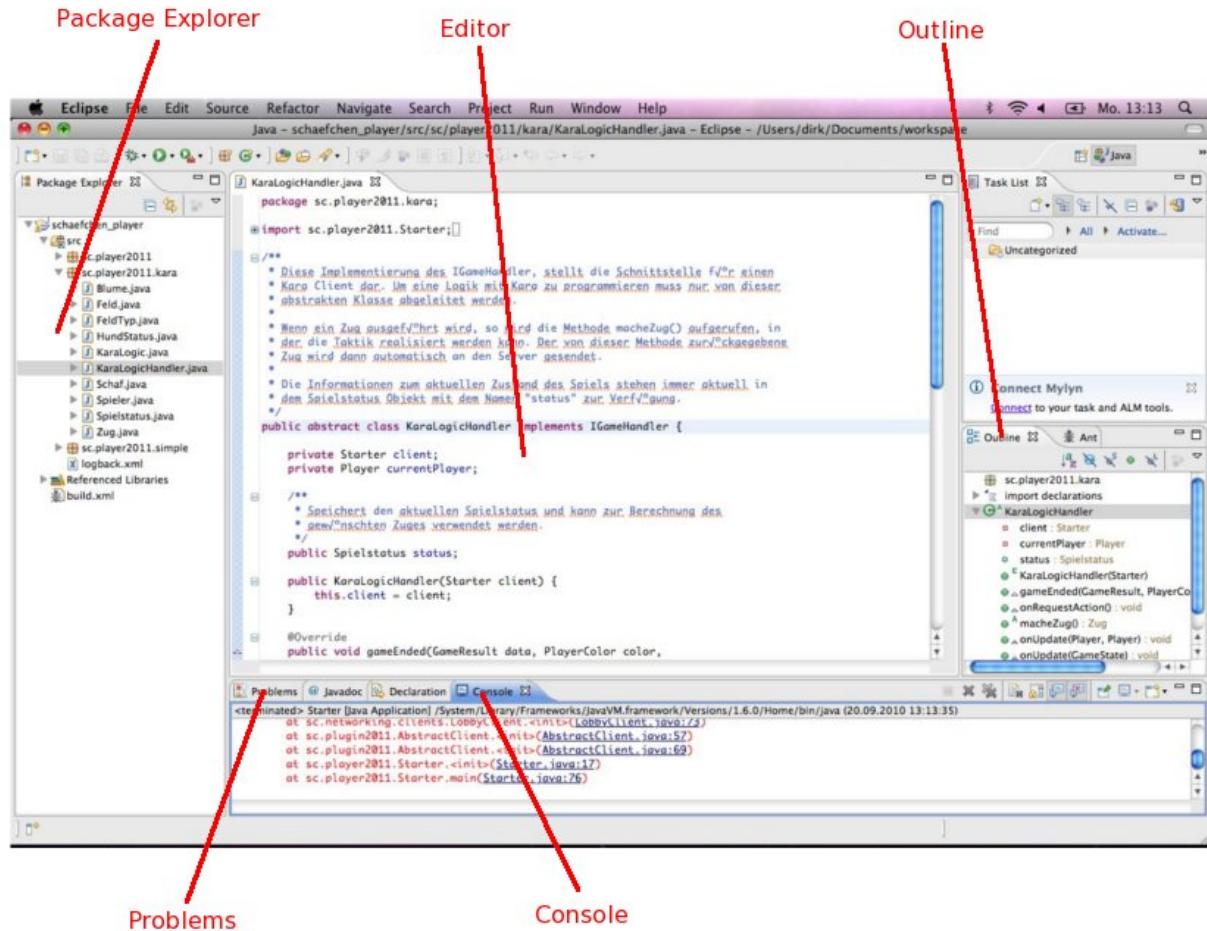 Package Explorer
Editor
Outline
Eclipse File Edit Source Refactor Navigate Search Project Run Window Help
Mo. 13:13
Java – schaefchen_player/src/sc/player2011/kara/KaraLogicHandler.java – Eclipse – /Users/dirk/Documents/workspace
Java
Package Explorer
schaefchen_player
src
sc.player2011
sc.player2011.kara
Blume.java
Feld.java
FeldTyp.java
HundStatus.java
KaraLogic.java
KaraLogicHandler.java
Schaf.java
Spieler.java
Spielstatus.java
Zug.java
sc.player2011.simple
logback.xml
Referenced Libraries
build.xml
KaraLogicHandler.java
package sc.player2011.kara;
import sc.player2011.Starter;
/**
* Diese Implementierung des IGameHandler, stellt die Schnittstelle f√ºr einen
* Kara Client dar. Um eine Logik mit Kara zu programmieren muss nur von dieser
* abstrakten Klasse abgeleitet werden.
*
* Wenn ein Zug ausgef√ºhrt wird, so wird die Methode macheZug() aufgerufen, in
* der die Taktik realisiert werden kann. Der von dieser Methode zur√ºckgegebene
* Zug wird dann automatisch an den Server gesendet.
*
* Die Informationen zum aktuellen Zustand des Spiels stehen immer aktuell in
* dem Spielstatus Objekt mit dem Namen "status" zur Verf√ºgung.
*/
public abstract class KaraLogicHandler implements IGameHandler {
private Starter client;
private Player currentPlayer;
/**
* Speichert den aktuellen Spielstatus und kann zur Berechnung des
* gew√ºnschten Zuges verwendet werden.
*/
public Spielstatus status;
public KaraLogicHandler(Starter client) {
this.client = client;
}
@Override
public void gameEnded(GameResult data, PlayerColor color,
Task List
Find All Activate...
Uncategorized
Connect Mylyn
Connect to your task and ALM tools.
Outline Ant
sc.player2011.kara
import declarations
KaraLogicHandler
client : Starter
currentPlayer : Player
status : Spielstatus
KaraLogicHandler(Starter)
gameEnded(GameResult, PlayerCo
onRequestAction() : void
macheZug() : Zug
onUpdate(Player, Player) : void
onUpdate(GameState) : void
Problems Javadoc Declaration Console
<terminated> Starter [Java Application] /System/Library/Frameworks/JavaVM.framework/Versions/1.6.0/Home/bin/java (20.09.2010 13:13:35)
at sc.networking.clients.LobbyClient.<init>(LobbyClient.java:73)
at sc.plugin2011.AbstractClient.<init>(AbstractClient.java:57)
at sc.plugin2011.AbstractClient.<init>(AbstractClient.java:69)
at sc.player2011.Starter.<init>(Starter.java:17)
at sc.player2011.Starter.main(Starter.java:76)
Problems
Console